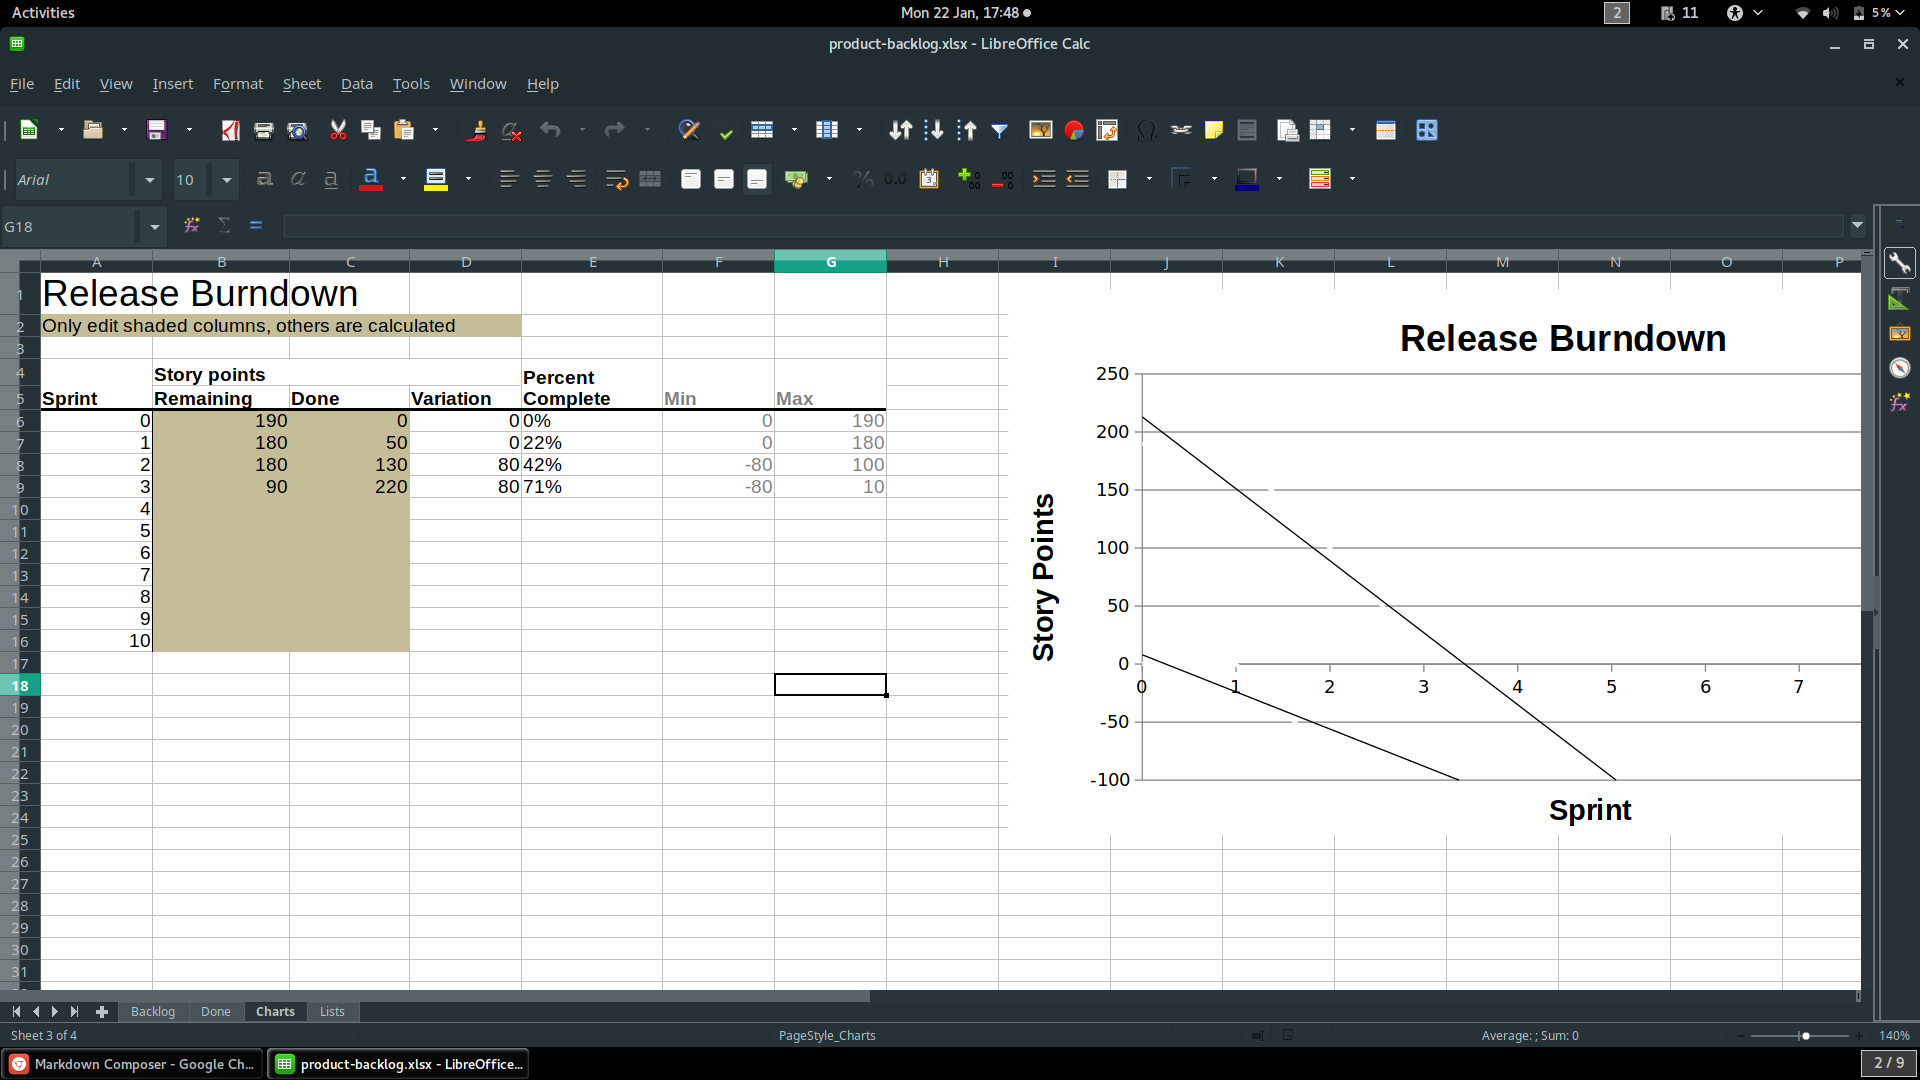 Activities
Mon 22 Jan, 17:48
2
11
5%
product-backlog.xlsx - LibreOffice Calc
File Edit View Insert Format Sheet Data Tools Window Help
Arial
10
G18
A B C D E F G H I J K L M N O P
1 Release Burndown
2 Only edit shaded columns, others are calculated
3
4 Story points Percent
5 Sprint Remaining Done Variation Complete Min Max
6 0 190 0 0 0% 0 190
7 1 180 50 0 22% 0 180
8 2 180 130 80 42% -80 100
9 3 90 220 80 71% -80 10
10 4
11 5
12 6
13 7
14 8
15 9
16 10
17
18
19
20
21
22
23
24
25
26
27
28
29
30
31
Release Burndown
250
200
150
100
50
0
-50
-100
0 1 2 3 4 5 6 7
Story Points
Sprint
Backlog Done Charts Lists
Sheet 3 of 4
PageStyle_Charts
Average: ; Sum: 0
140%
Markdown Composer - Google Ch...
product-backlog.xlsx - LibreOffice...
2 / 9